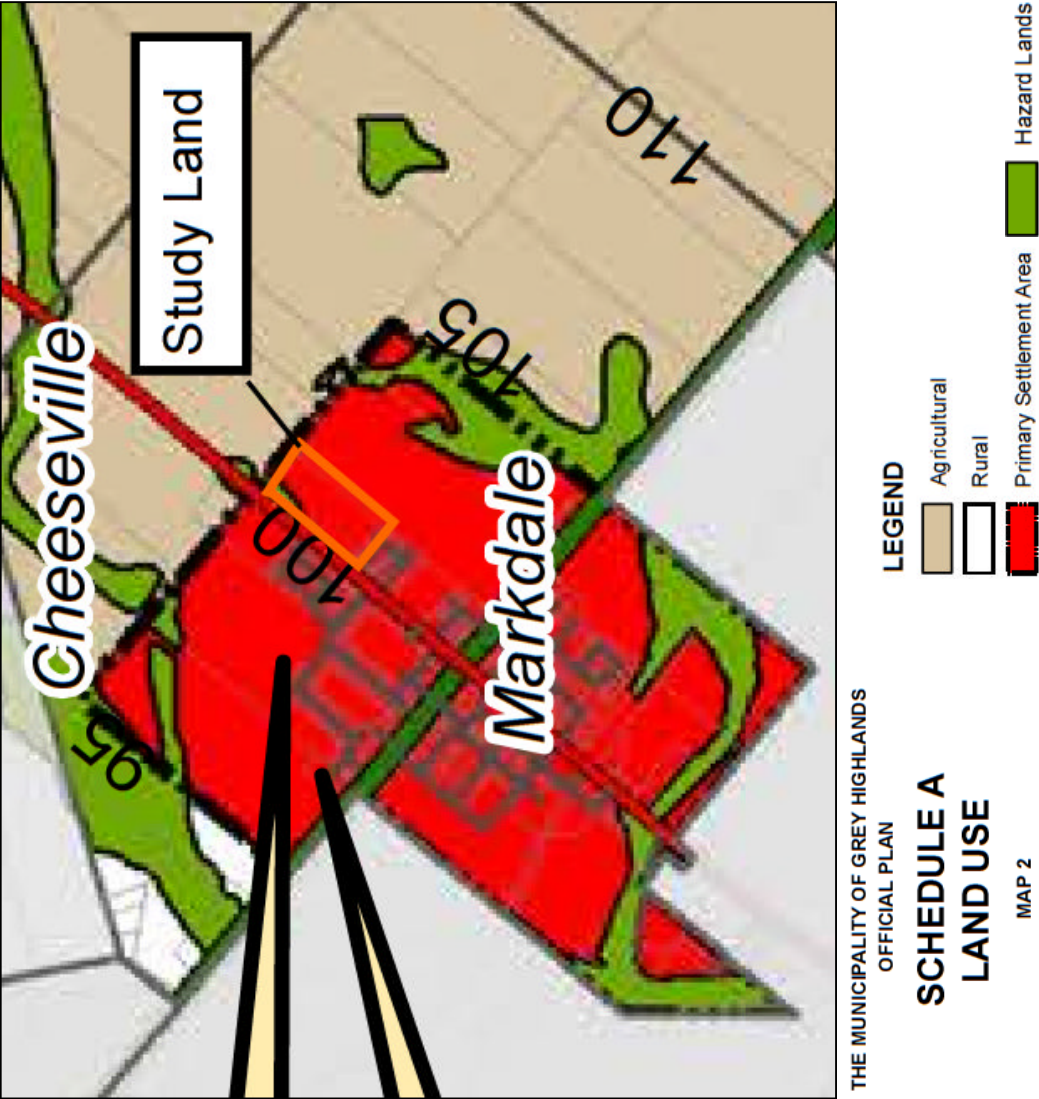 Cheeseville
Study Land
100
105
110
95
Markdale
THE MUNICIPALITY OF GREY HIGHLANDS
OFFICIAL PLAN
SCHEDULE A
LAND USE
MAP 2
LEGEND
Agricultural
Rural
Primary Settlement Area
Hazard Lands